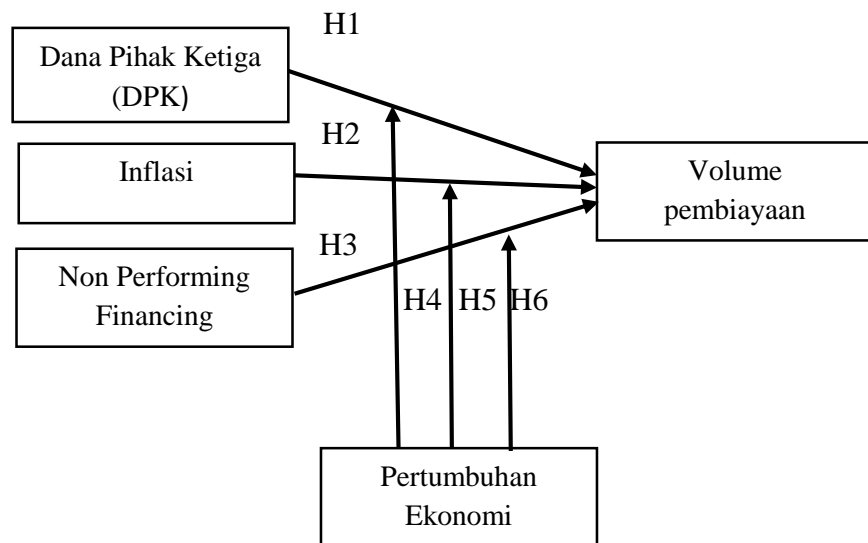 H1
Dana Pihak Ketiga
(DPK)
H2
Inflasi
Volume
pembiayaan
H3
Non Performing
Financing
H4
H5
H6
Pertumbuhan
Ekonomi